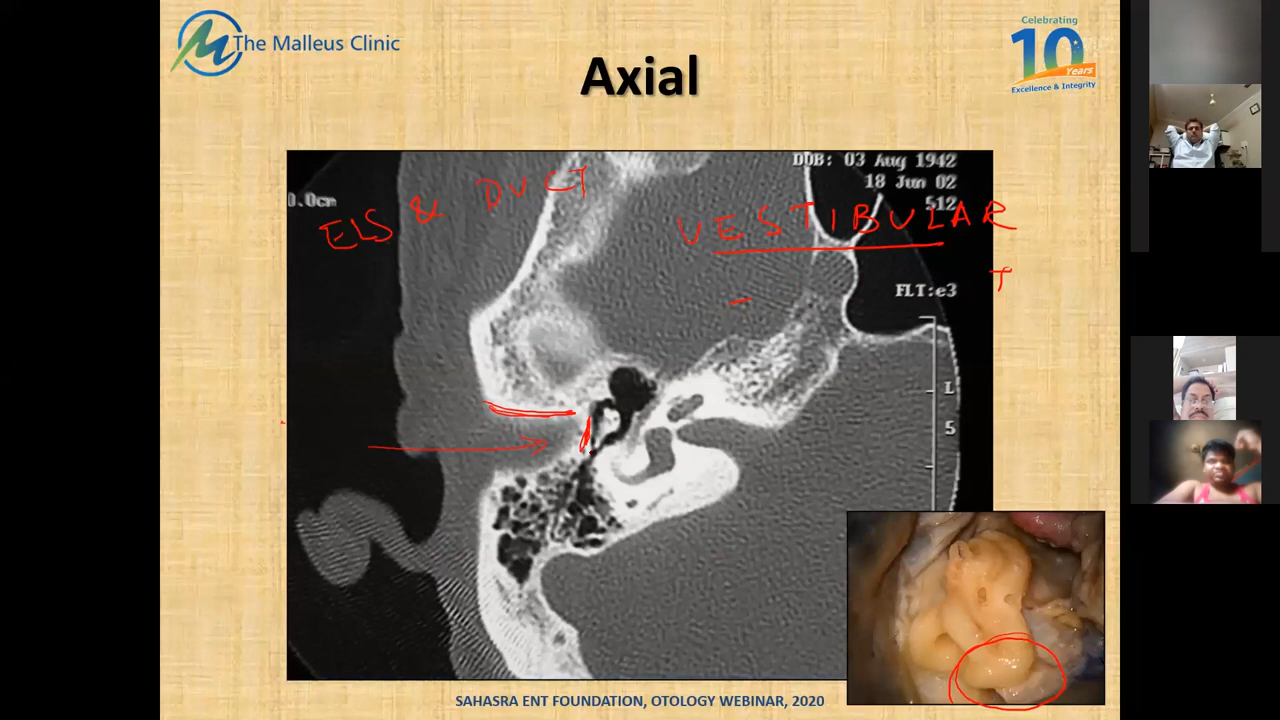 The Malleus Clinic
Celebrating
10
Years
Excellence & Integrity
Axial
DOB: 03 Aug 1942
18 Jun 02
512
0.0cm
ELS & DUCT
VESTIBULAR
T
FLT:e3
L
5
SAHASRA ENT FOUNDATION, OTOLOGY WEBINAR, 2020